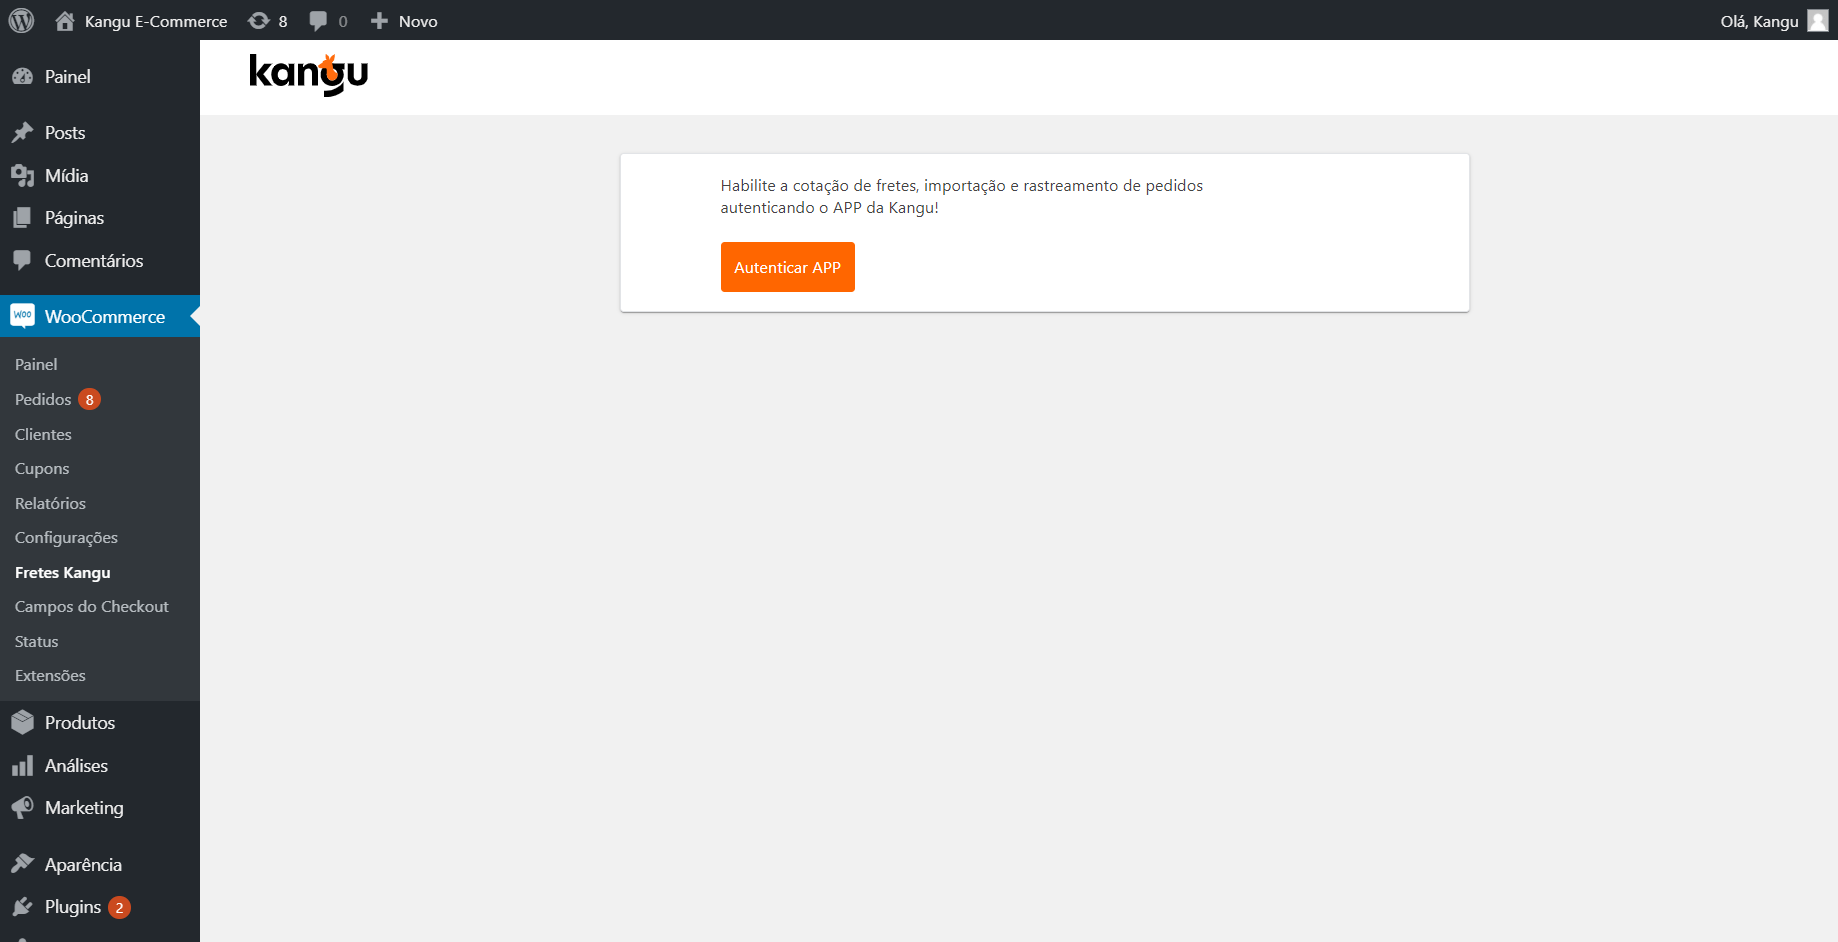 Kangu E-Commerce
8
0
Novo
Olá, Kangu
Painel
Posts
Mídia
Páginas
Comentários
Woo
WooCommerce
Painel
Pedidos 8
Clientes
Cupons
Relatórios
Configurações
Fretes Kangu
Campos do Checkout
Status
Extensões
Produtos
Análises
Marketing
Aparência
Plugins 2
kangu
Habilite a cotação de fretes, importação e rastreamento de pedidos
autenticando o APP da Kangu!
Autenticar APP